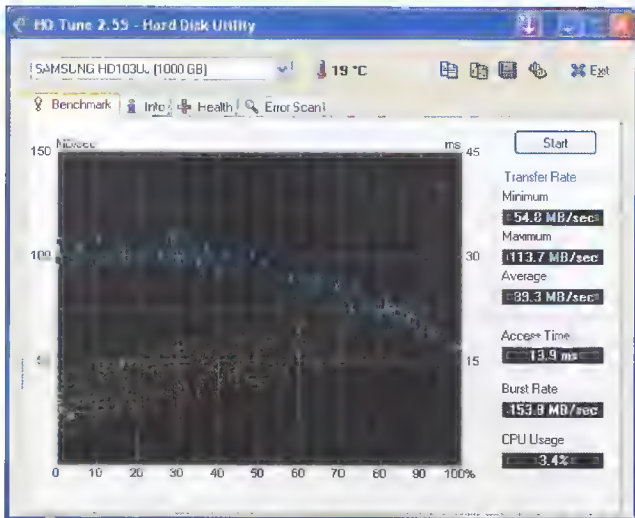 HD Tune 2.55 - Hard Disk Utility
SAMSUNG HD103UJ (1000 GB) 19 °C Exit
Benchmark Info Health Error Scan
MB/sec ms Start
150 45
Transfer Rate
Minimum
54.8 MB/sec
Maximum
100 30 113.7 MB/sec
Average
89.3 MB/sec
Access Time
50 15 13.9 ms
Burst Rate
153.8 MB/sec
CPU Usage
3.4%
0 10 20 30 40 50 60 70 80 90 100%